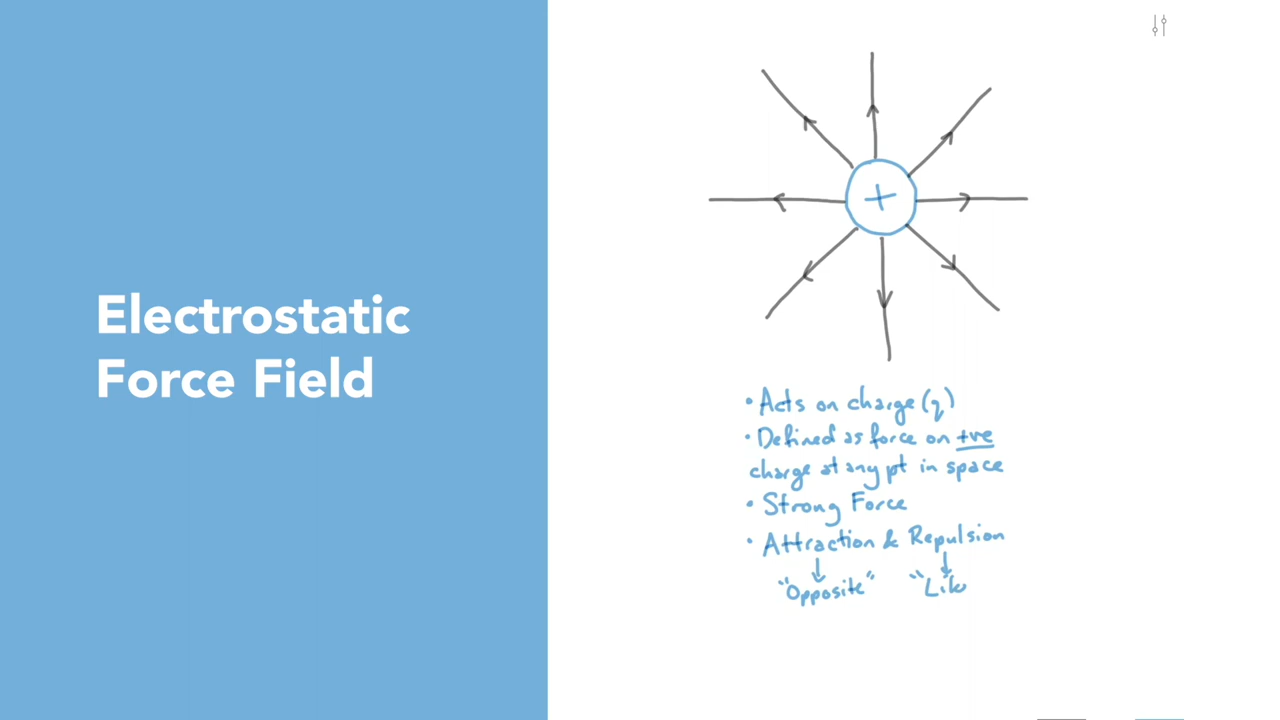 Electrostatic
Force Field
+
• Acts on charge (q)
• Defined as force on +ve
charge at any pt in space
• Strong Force
• Attraction & Repulsion
"Opposite" "Lik